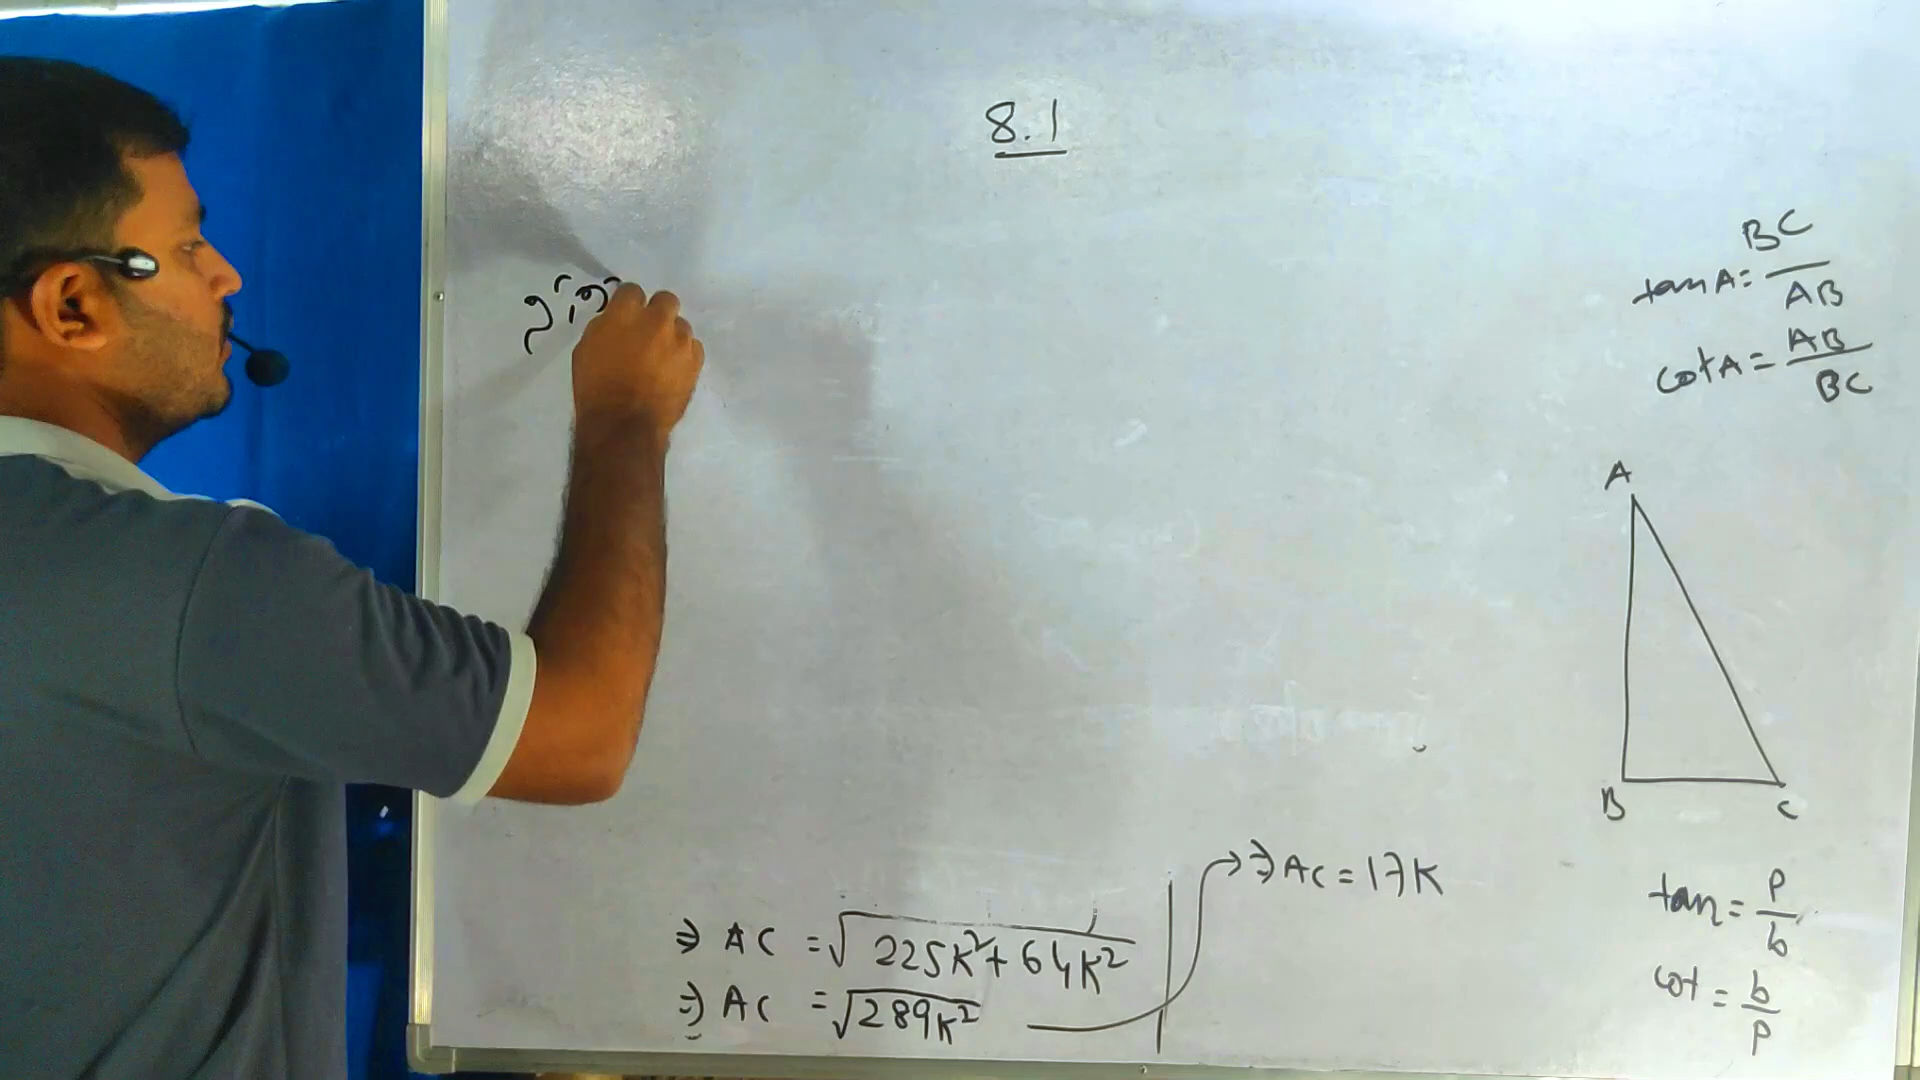 8.1
tan A = BC / AB
cot A = AB / BC
A
B
C
⇒ AC = 17K
⇒ AC = √225K²+64K²
⇒ AC = √289K²
tan = P / b
cot = b / P